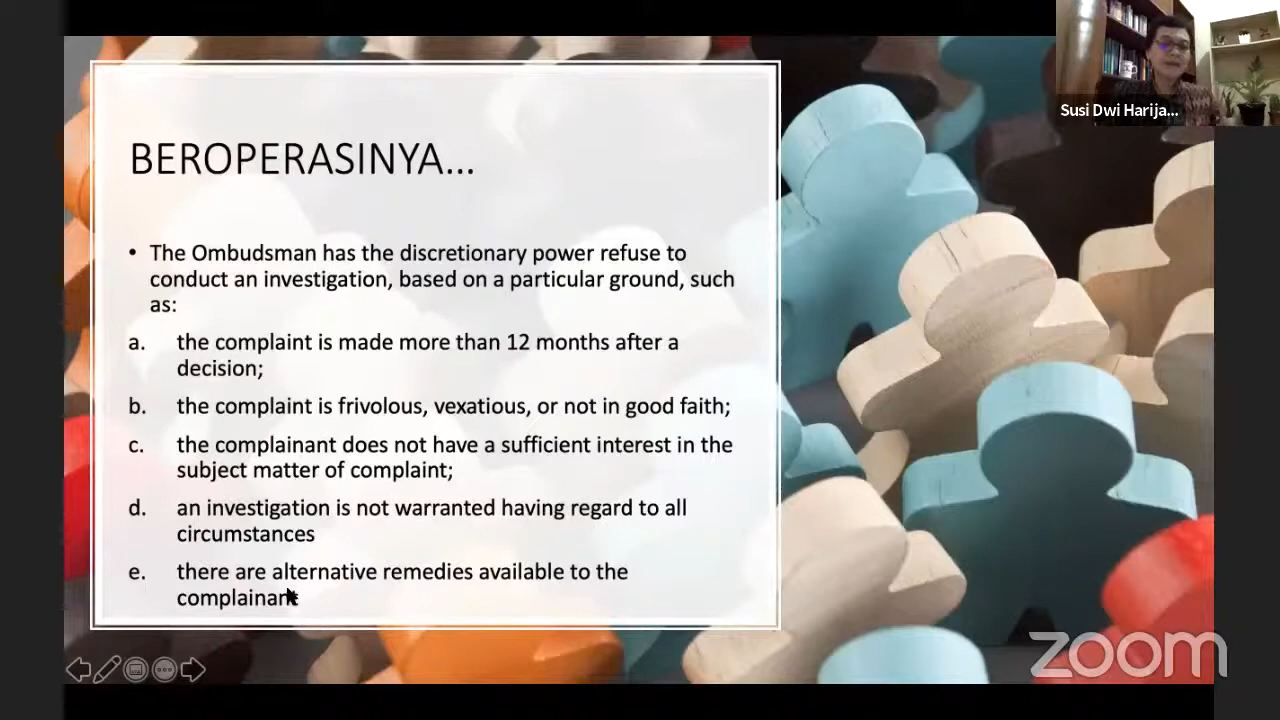 Susi Dwi Harija...
BEROPERASINYA...
• The Ombudsman has the discretionary power refuse to
conduct an investigation, based on a particular ground, such
as:
a. the complaint is made more than 12 months after a
decision;
b. the complaint is frivolous, vexatious, or not in good faith;
c. the complainant does not have a sufficient interest in the
subject matter of complaint;
d. an investigation is not warranted having regard to all
circumstances
e. there are alternative remedies available to the
complainant
zoom